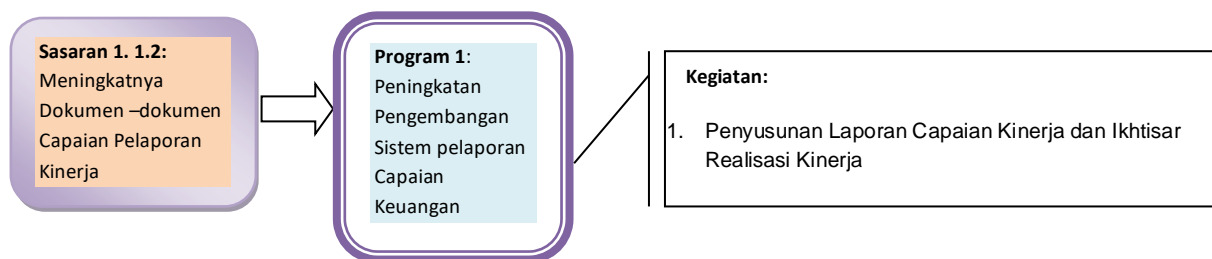 Sasaran 1. 1.2:
Meningkatnya
Dokumen –dokumen
Capaian Pelaporan
Kinerja
Program 1:
Peningkatan
Pengembangan
Sistem pelaporan
Capaian
Keuangan
Kegiatan:
1. Penyusunan Laporan Capaian Kinerja dan Ikhtisar
Realisasi Kinerja